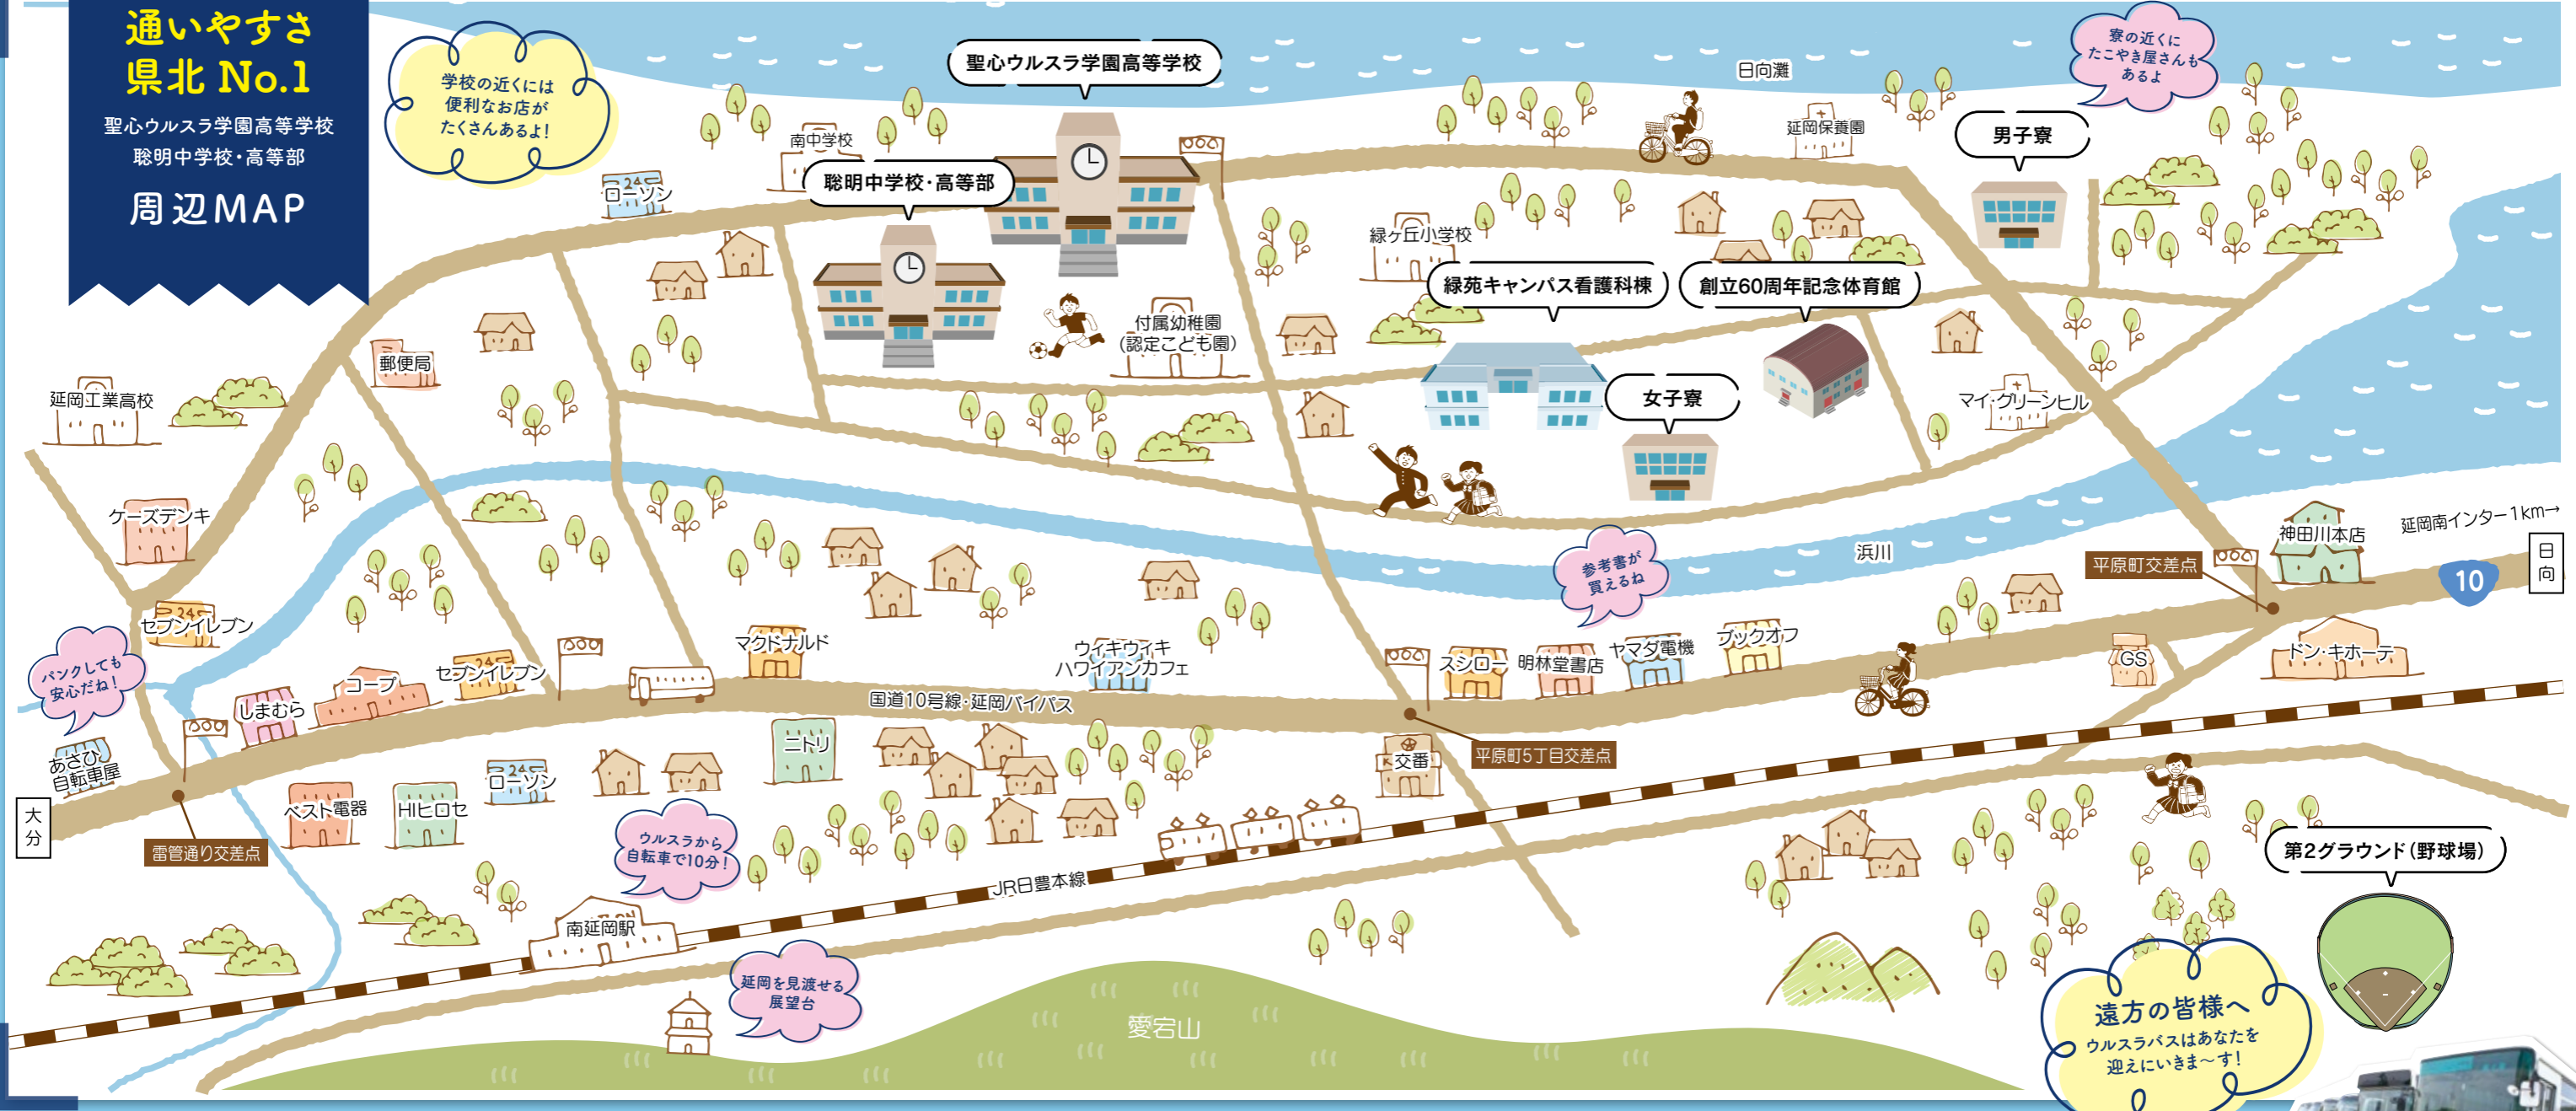 通いやすさ
県北 No.1
聖心ウルスラ学園高等学校
聡明中学校・高等部
周辺MAP
学校の近くには
便利なお店が
たくさんあるよ!
聖心ウルスラ学園高等学校
日向灘
寮の近くに
たこやき屋さんも
あるよ
南中学校
聡明中学校・高等部
延岡保養園
男子寮
24
ローソン
緑ヶ丘小学校
緑苑キャンパス看護科棟
創立60周年記念体育館
付属幼稚園
(認定こども園)
郵便局
延岡工業高校
女子寮
マイ・グリーンヒル
ケーズデンキ
神田川本店
延岡南インター1km→
日向
10
浜川
平原町交差点
参考書が
買えるね
24
セブンイレブン
パンクしても
安心だね!
しまむら
コープ
24
セブンイレブン
マクドナルド
ウィキウィキ
ハワイアンカフェ
スシロー
明林堂書店
ヤマダ電機
ブックオフ
GS
ドン・キホーテ
国道10号線・延岡バイパス
あさひ
自転車屋
ニトリ
交番
平原町5丁目交差点
大分
雷管通り交差点
ベスト電器
HIヒロセ
24
ローソン
ウルスラから
自転車で10分!
JR日豊本線
第2グラウンド(野球場)
南延岡駅
延岡を見渡せる
展望台
愛宕山
遠方の皆様へ
ウルスラバスはあなたを
迎えにいきま〜す!